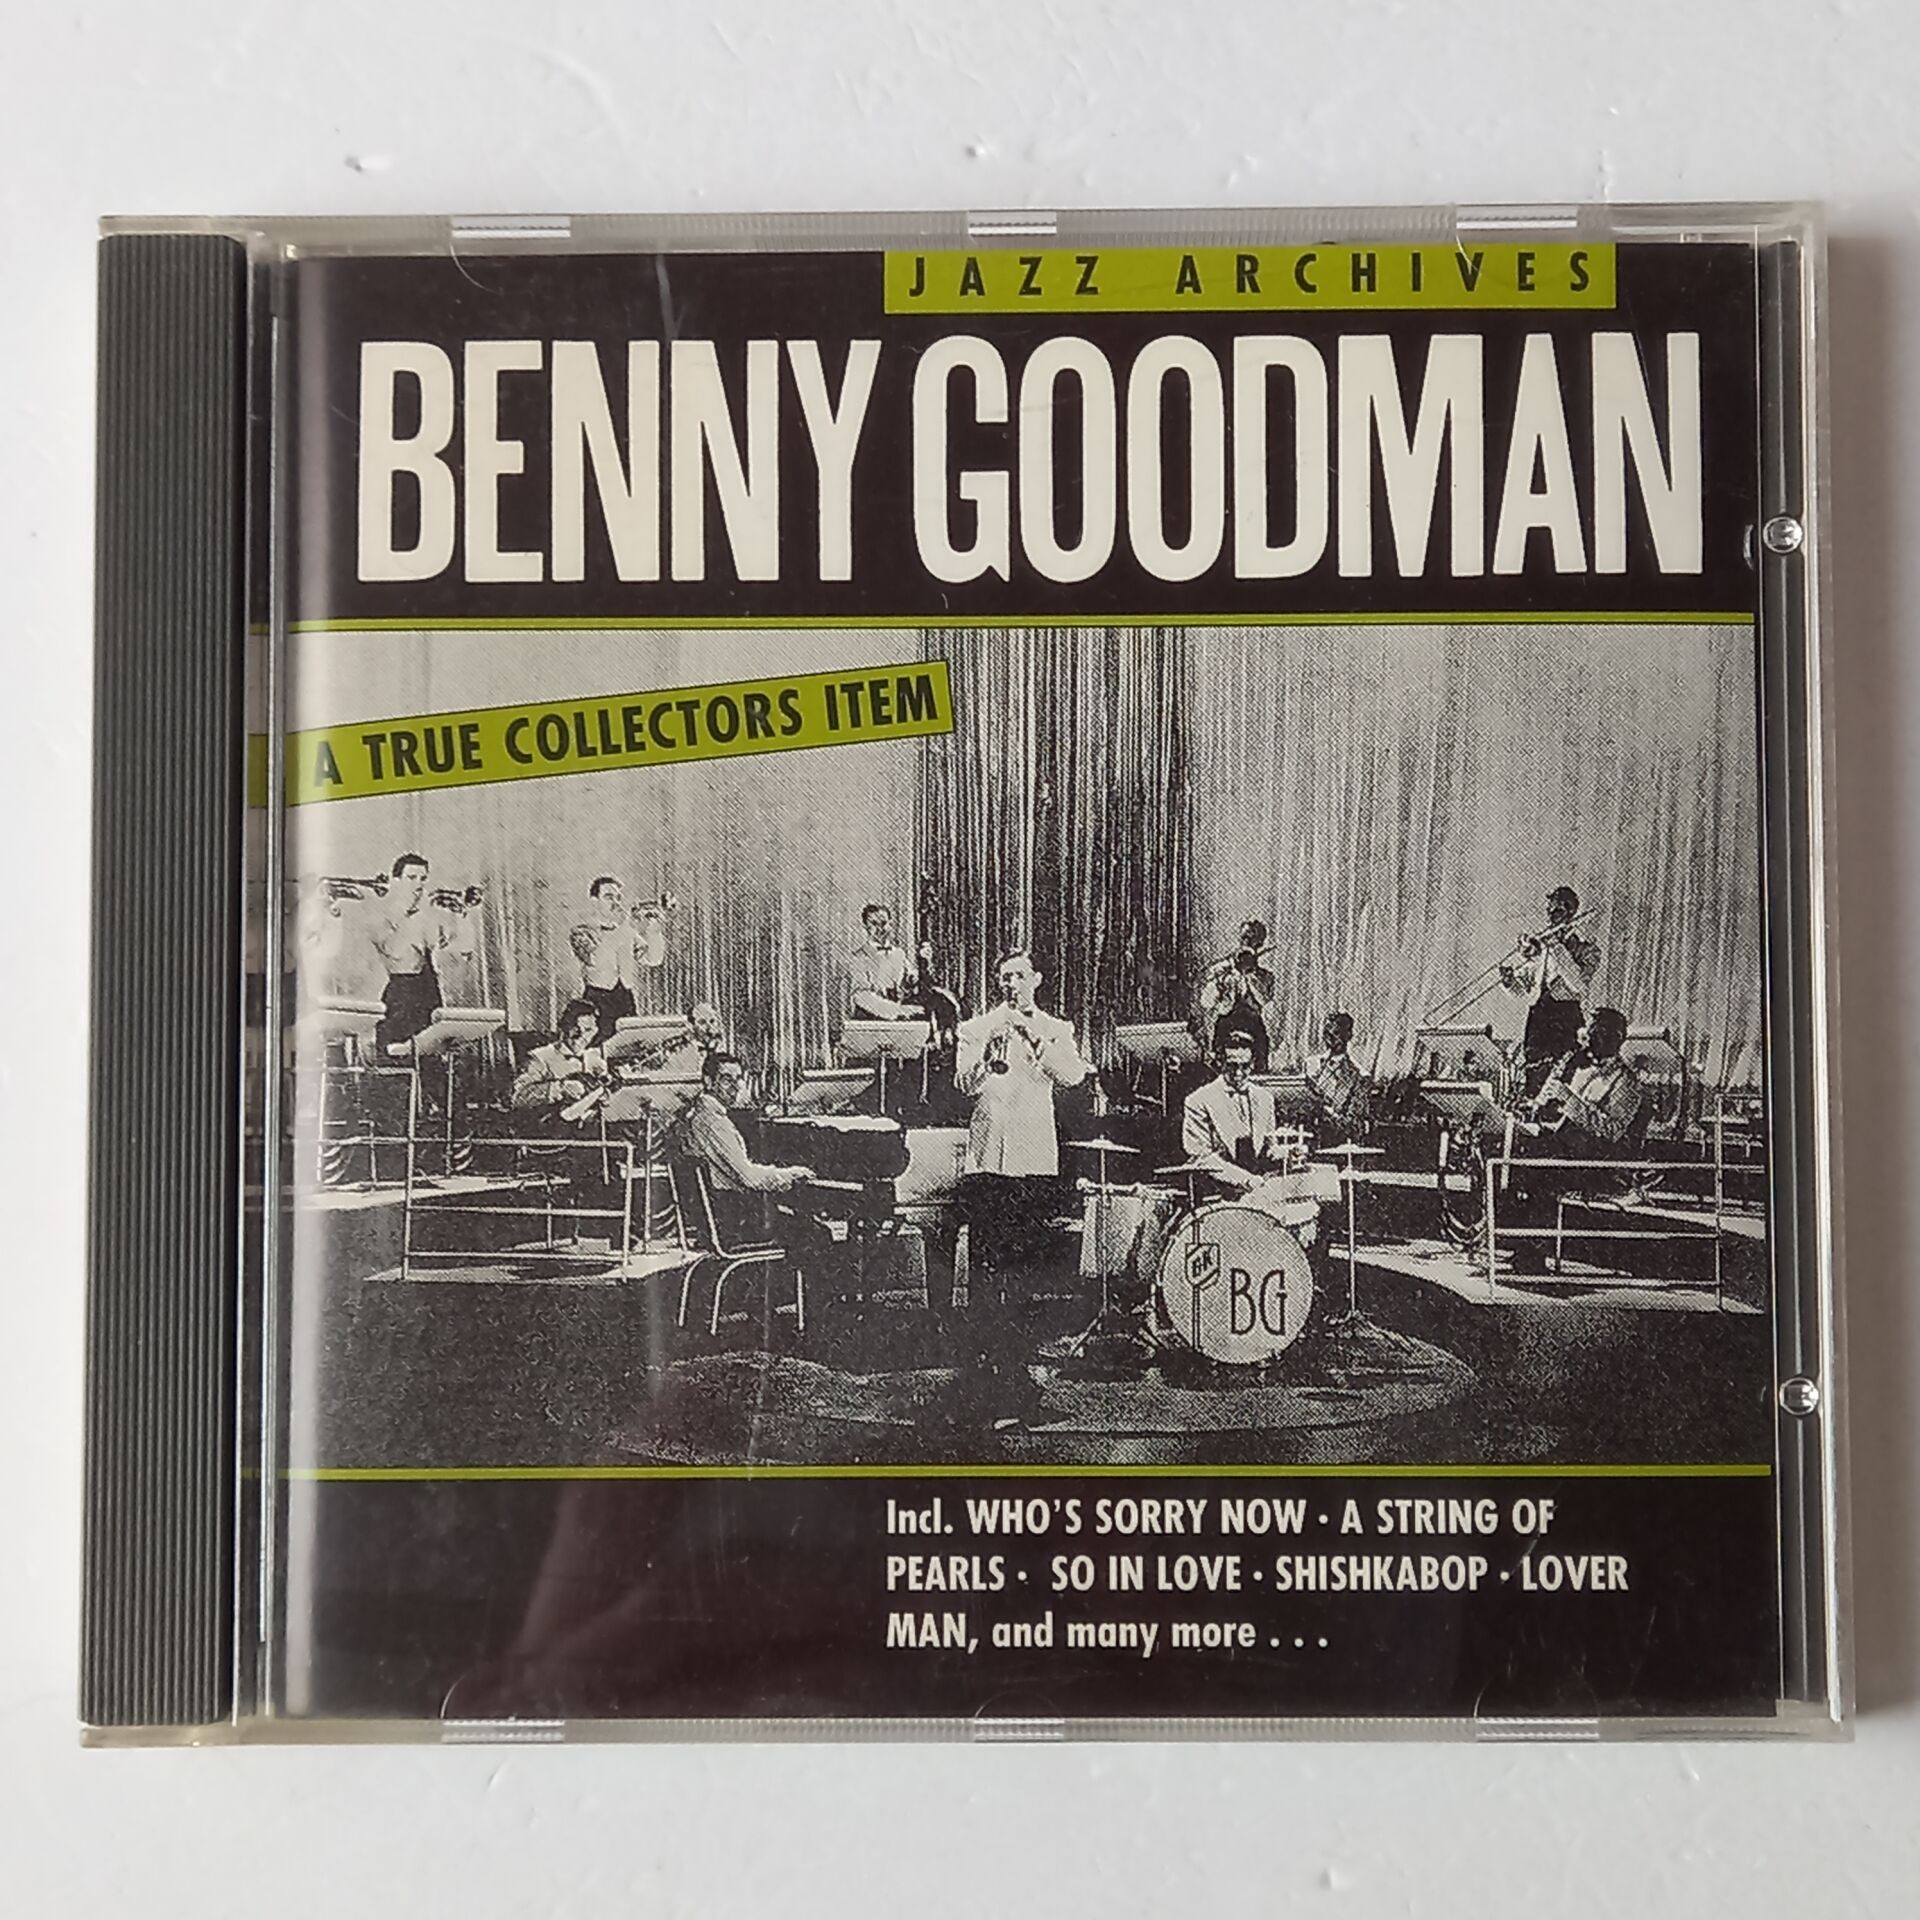 JAZZ ARCHIVES
BENNY GOODMAN
A TRUE COLLECTORS ITEM
GK
BG
Incl. WHO'S SORRY NOW · A STRING OF
PEARLS · SO IN LOVE · SHISHKABOP · LOVER
MAN, and many more . . .